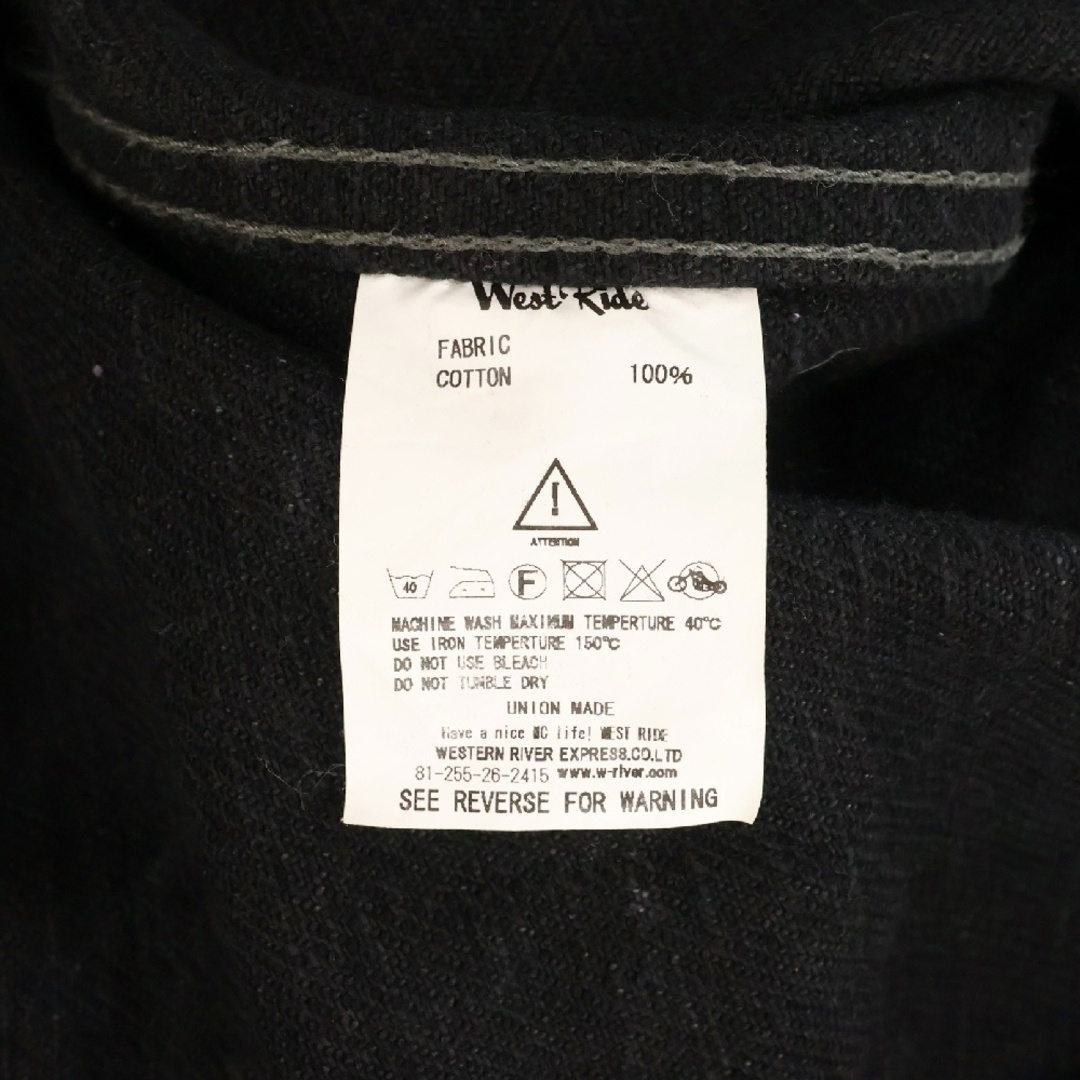 West Ride
FABRIC
COTTON 100%
!
ATTENTION
40 F
MACHINE WASH MAXIMUM TEMPERTURE 40℃
USE IRON TEMPERTURE 150℃
DO NOT USE BLEACH
DO NOT TUMBLE DRY
UNION MADE
Have a nice MC life! WEST RIDE
WESTERN RIVER EXPRESS.CO.LTD
81-255-26-2415 www.w-river.com
SEE REVERSE FOR WARNING